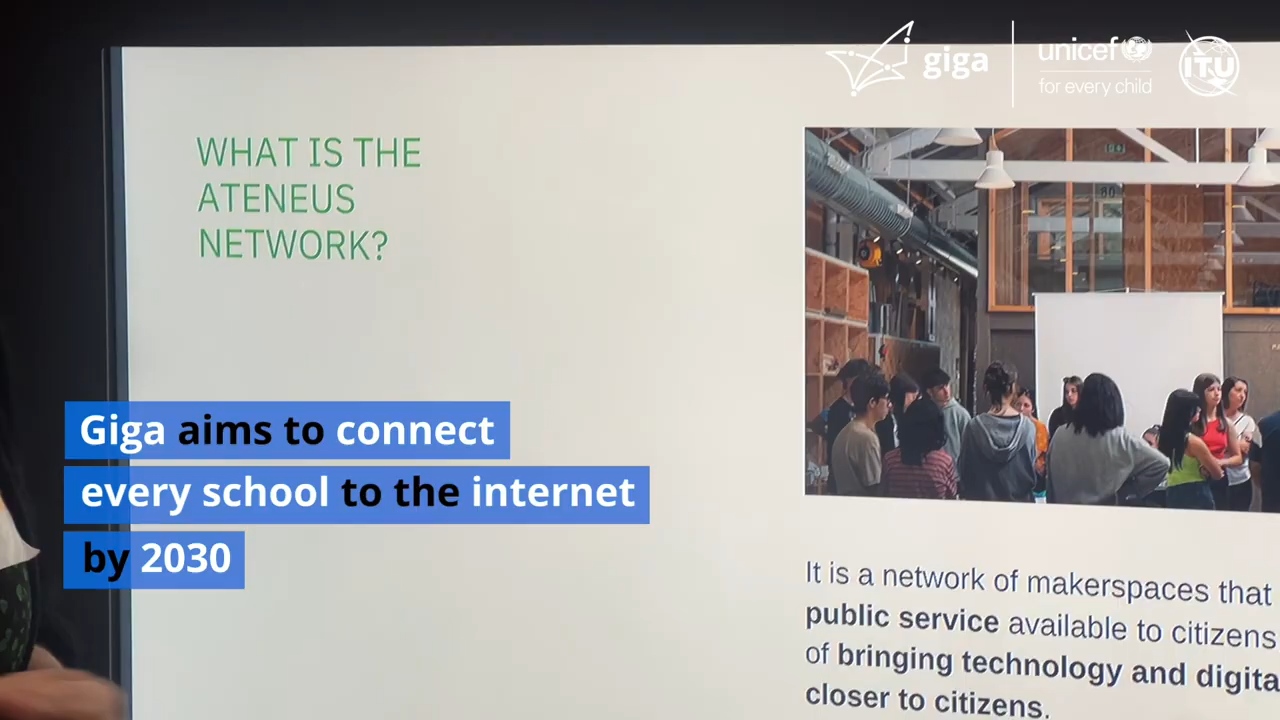 giga
unicef
for every child
ITU
WHAT IS THE
ATENEUS
NETWORK?
80
Giga aims to connect
every school to the internet
by 2030
It is a network of makerspaces that
public service available to citizens
of bringing technology and digita
closer to citizens.